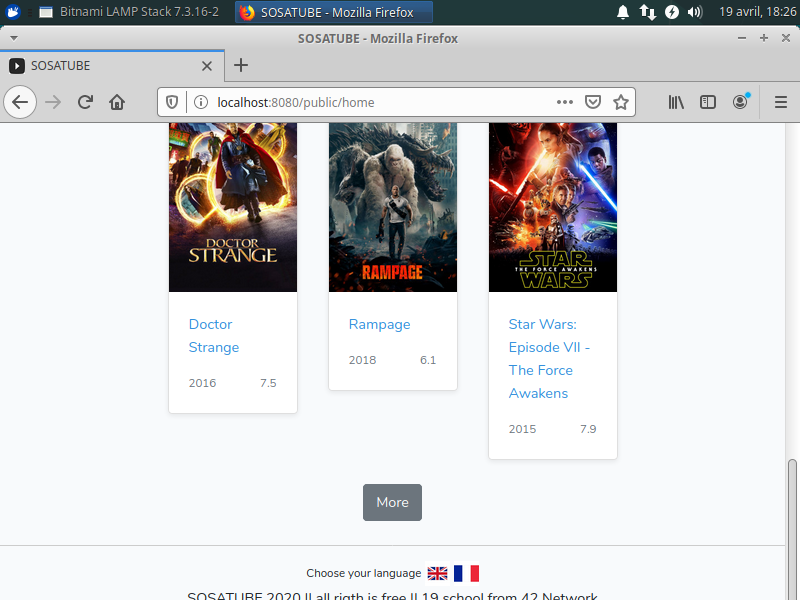 Bitnami LAMP Stack 7.3.16-2
SOSATUBE - Mozilla Firefox
19 avril, 18:26
SOSATUBE - Mozilla Firefox
SOSATUBE
localhost:8080/public/home
DOCTOR
STRANGE
RAMPAGE
STAR
THE FORCE AWAKENS
WARS
Doctor
Strange
2016 7.5
Rampage
2018 6.1
Star Wars:
Episode VII -
The Force
Awakens
2015 7.9
More
Choose your language
SOSATUBE 2020 || all rigth is free || 19 school from 42 Network